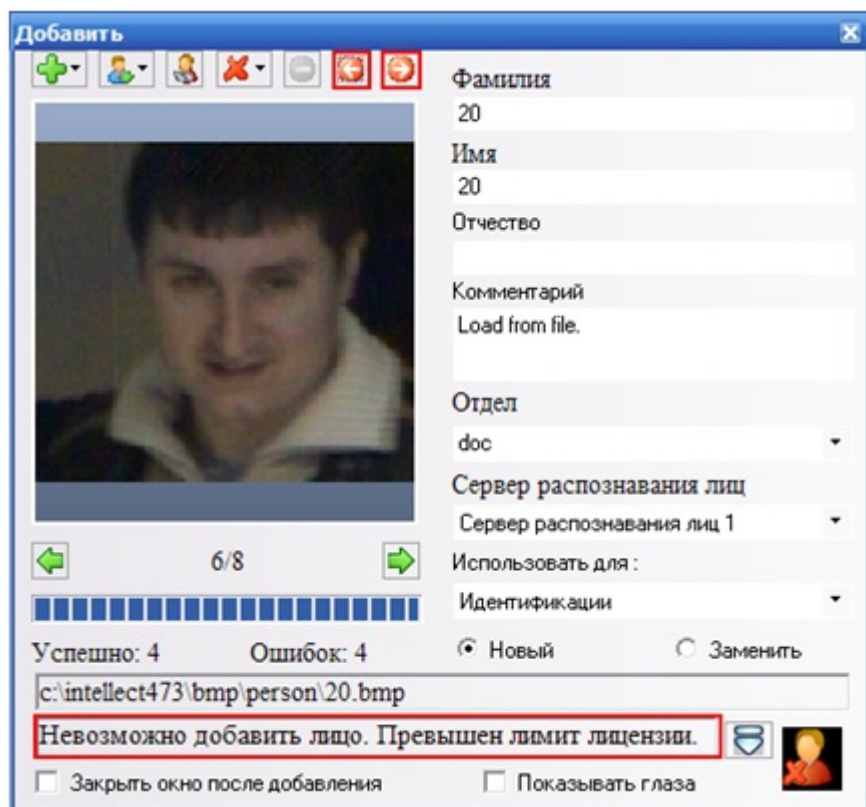 Добавить
Фамилия
20
Имя
20
Отчество
Комментарий
Load from file.
Отдел
doc
Сервер распознавания лиц
Сервер распознавания лиц 1
6/8
Использовать для :
Идентификации
Успешно: 4 Ошибок: 4
Новый Заменить
c:\intellect473\bmp\person\20.bmp
Невозможно добавить лицо. Превышен лимит лицензии.
Закрыть окно после добавления Показывать глаза